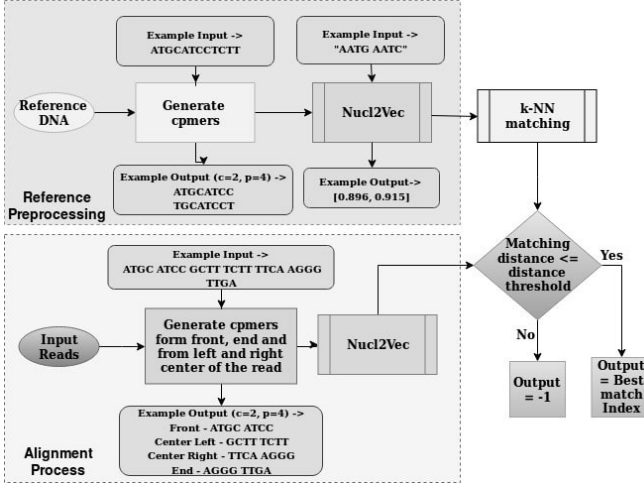 Example Input ->
ATGCATCCTCTT
Example Input ->
"AATG AATC"
Reference
DNA
Generate
cpmers
Nucl2Vec
k-NN
matching
Example Output (c=2, p=4) ->
ATGCATCC
TGCATCCT
Example Output->
[0.896, 0.915]
Reference
Preprocessing
Example Input ->
ATGC ATCC GCTT TCTT TTCA AGGG
TTGA
Matching
distance <=
distance
threshold
Yes
No
Input
Reads
Generate cpmers
form front, end and
from left and right
center of the read
Nucl2Vec
Output
= -1
Output
= Best
match
Index
Example Output (c=2, p=4) ->
Front - ATGC ATCC
Center Left - GCTT TCTT
Center Right - TTCA AGGG
End - AGGG TTGA
Alignment
Process